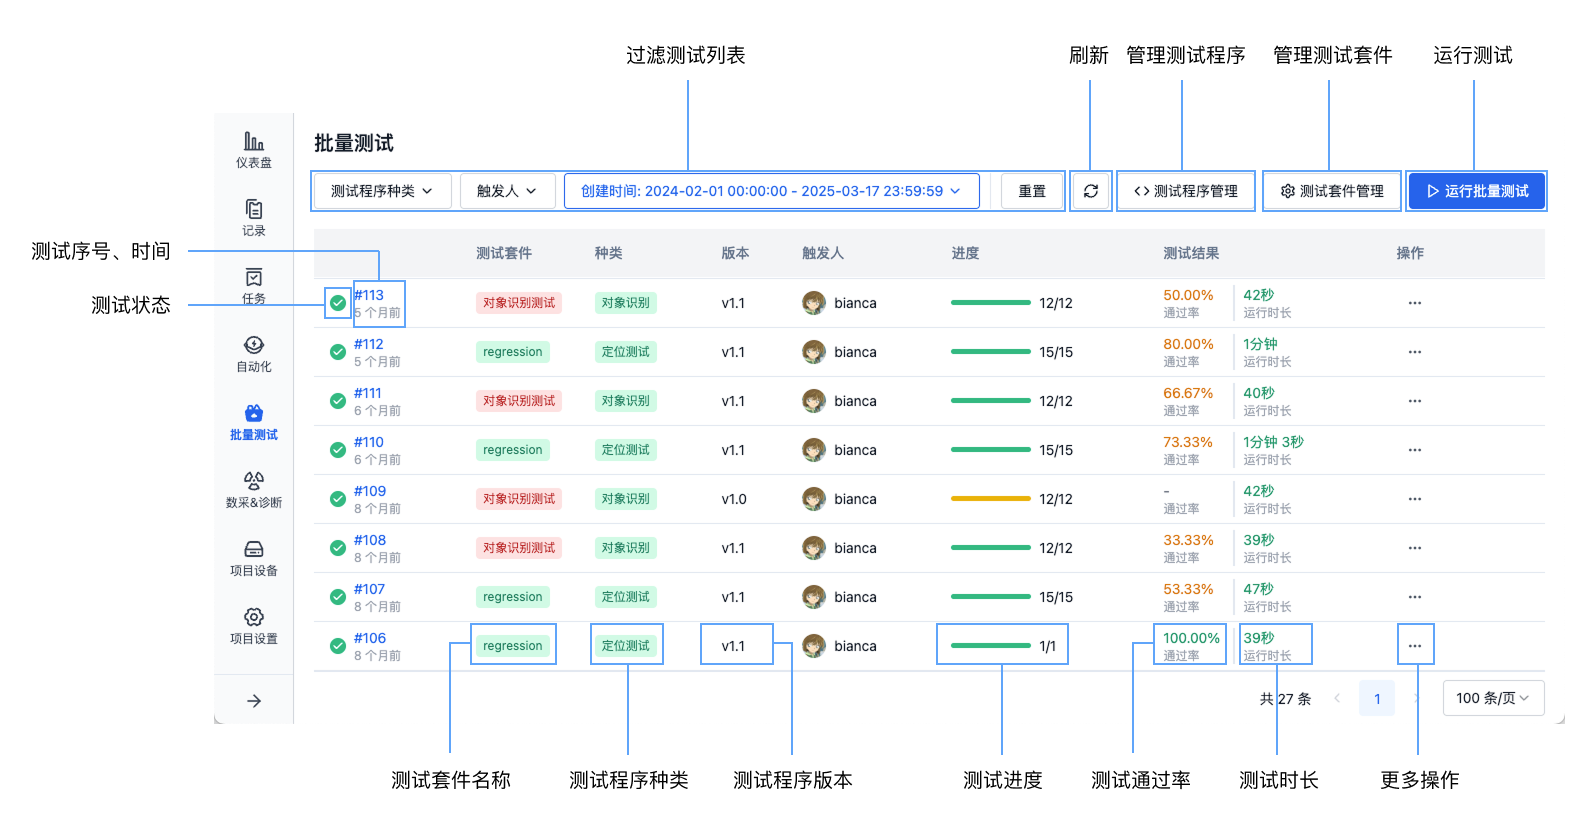 过滤测试列表
刷新
管理测试程序
管理测试套件
运行测试
仪表盘
记录
任务
自动化
批量测试
数采&诊断
项目设备
项目设置
测试序号、时间
测试状态
批量测试
测试程序种类
触发人
创建时间: 2024-02-01 00:00:00 - 2025-03-17 23:59:59
重置
测试程序管理
测试套件管理
运行批量测试
测试套件 种类 版本 触发人 进度 测试结果 操作
#113 对象识别测试 对象识别 v1.1 bianca 12/12 50.00% 42秒 ···
5 个月前 通过率 运行时长
#112 regression 定位测试 v1.1 bianca 15/15 80.00% 1分钟 ···
5 个月前 通过率 运行时长
#111 对象识别测试 对象识别 v1.1 bianca 12/12 66.67% 40秒 ···
6 个月前 通过率 运行时长
#110 regression 定位测试 v1.1 bianca 15/15 73.33% 1分钟 3秒 ···
6 个月前 通过率 运行时长
#109 对象识别测试 对象识别 v1.0 bianca 12/12 - 42秒 ···
8 个月前 通过率 运行时长
#108 对象识别测试 对象识别 v1.1 bianca 12/12 33.33% 39秒 ···
8 个月前 通过率 运行时长
#107 regression 定位测试 v1.1 bianca 15/15 53.33% 47秒 ···
8 个月前 通过率 运行时长
#106 regression 定位测试 v1.1 bianca 1/1 100.00% 39秒 ···
8 个月前 通过率 运行时长
共 27 条 1 100 条/页
测试套件名称
测试程序种类
测试程序版本
测试进度
测试通过率
测试时长
更多操作